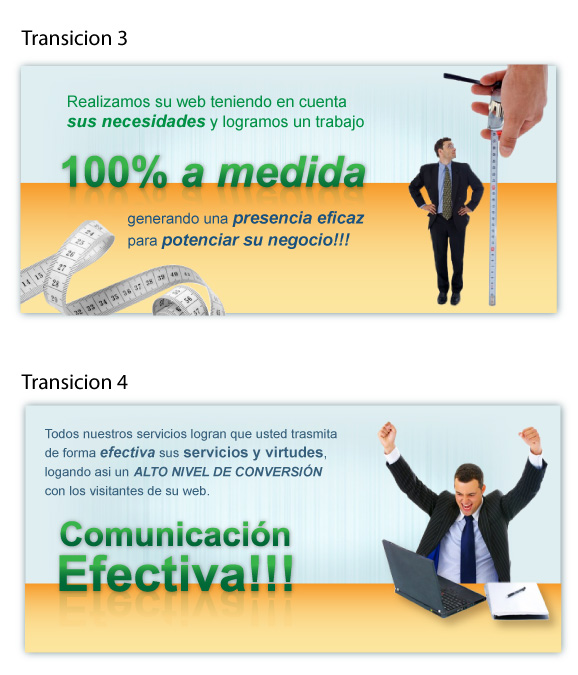 Transicion 3
Realizamos su web teniendo en cuenta
sus necesidades y logramos un trabajo
100% a medida
generando una presencia eficaz
para potenciar su negocio!!!
Transicion 4
Todos nuestros servicios logran que usted trasmita
de forma efectiva sus servicios y virtudes,
logando asi un ALTO NIVEL DE CONVERSIÓN
con los visitantes de su web.
Comunicación
Efectiva!!!